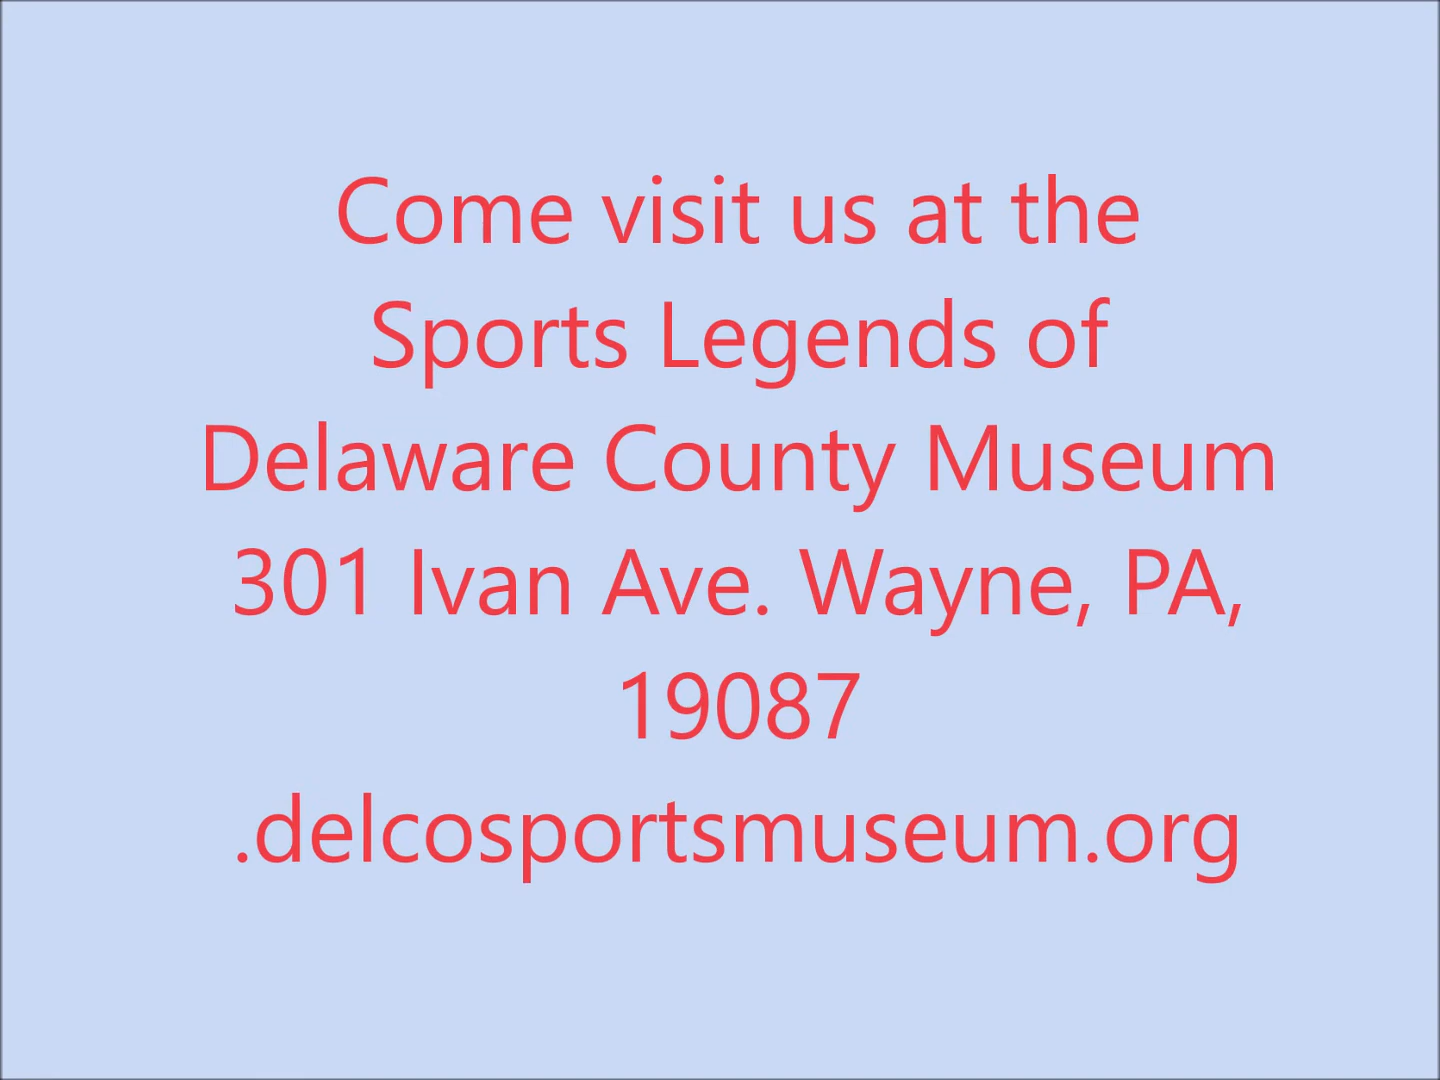 Come visit us at the
Sports Legends of
Delaware County Museum
301 Ivan Ave. Wayne, PA,
19087
.delcosportsmuseum.org